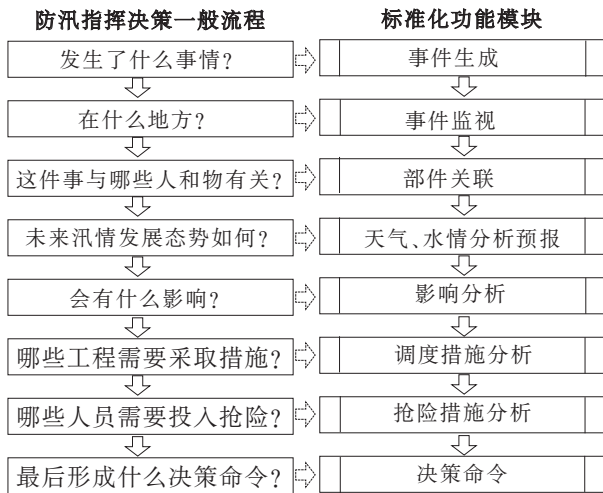 防汛指挥决策一般流程 标准化功能模块
发生了什么事情? 事件生成
在什么地方? 事件监视
这件事与哪些人和物有关? 部件关联
未来汛情发展态势如何? 天气、水情分析预报
会有什么影响? 影响分析
哪些工程需要采取措施? 调度措施分析
哪些人员需要投入抢险? 抢险措施分析
最后形成什么决策命令? 决策命令